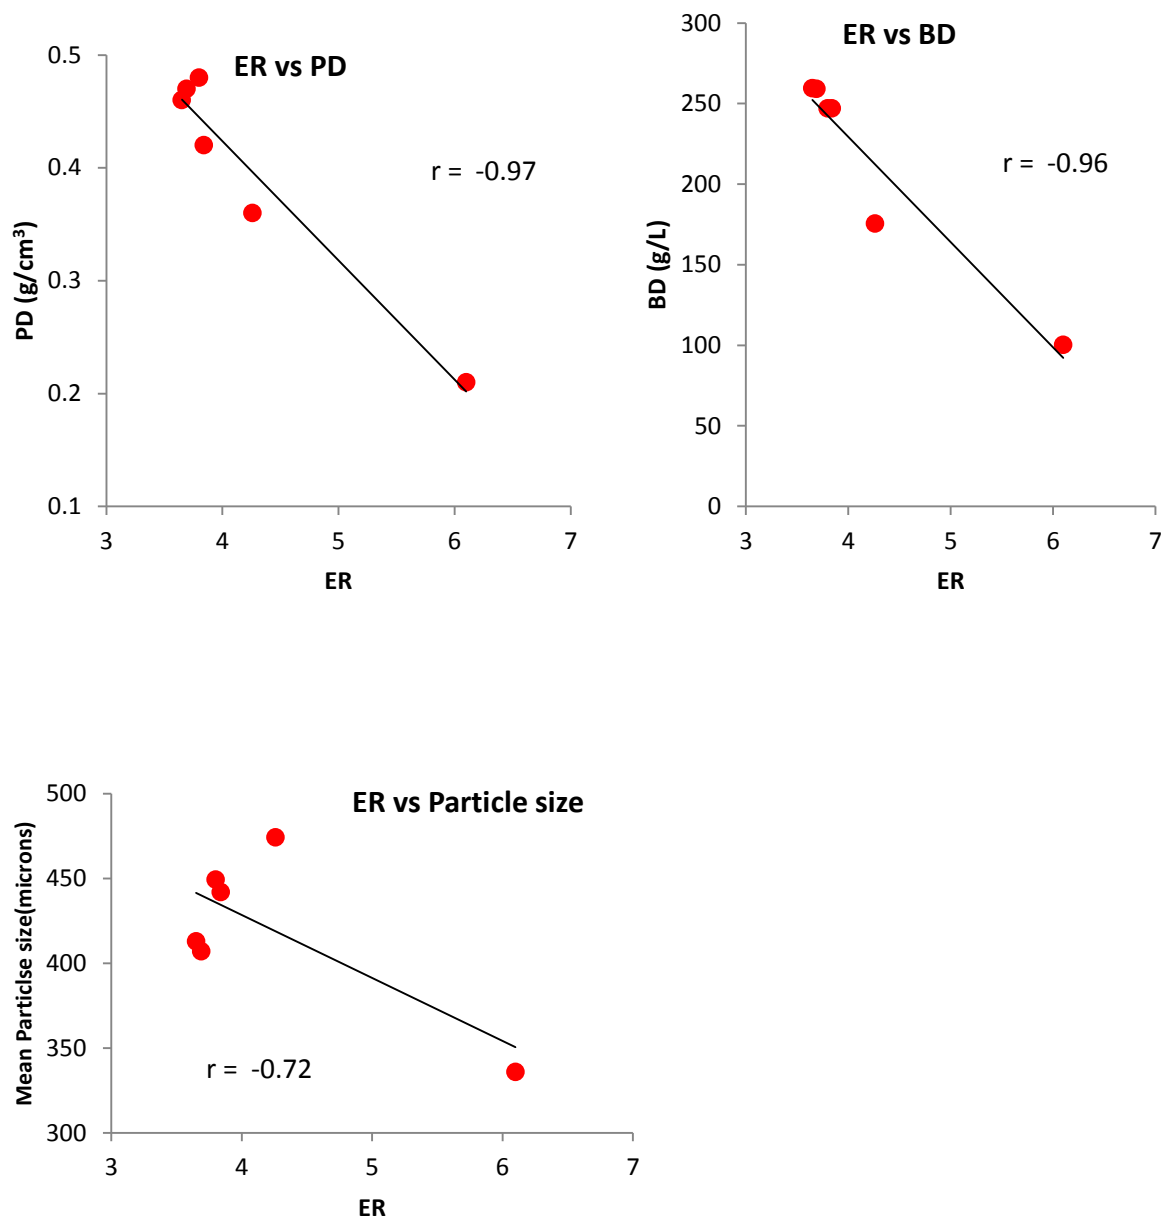 ER vs PD
0.5
0.4
0.3
0.2
0.1
PD (g/cm³)
r = -0.97
3 4 5 6 7
ER
ER vs BD
300
250
200
150
100
50
0
BD (g/L)
r = -0.96
3 4 5 6 7
ER
ER vs Particle size
500
450
400
350
300
Mean Particlse size(microns)
r = -0.72
3 4 5 6 7
ER